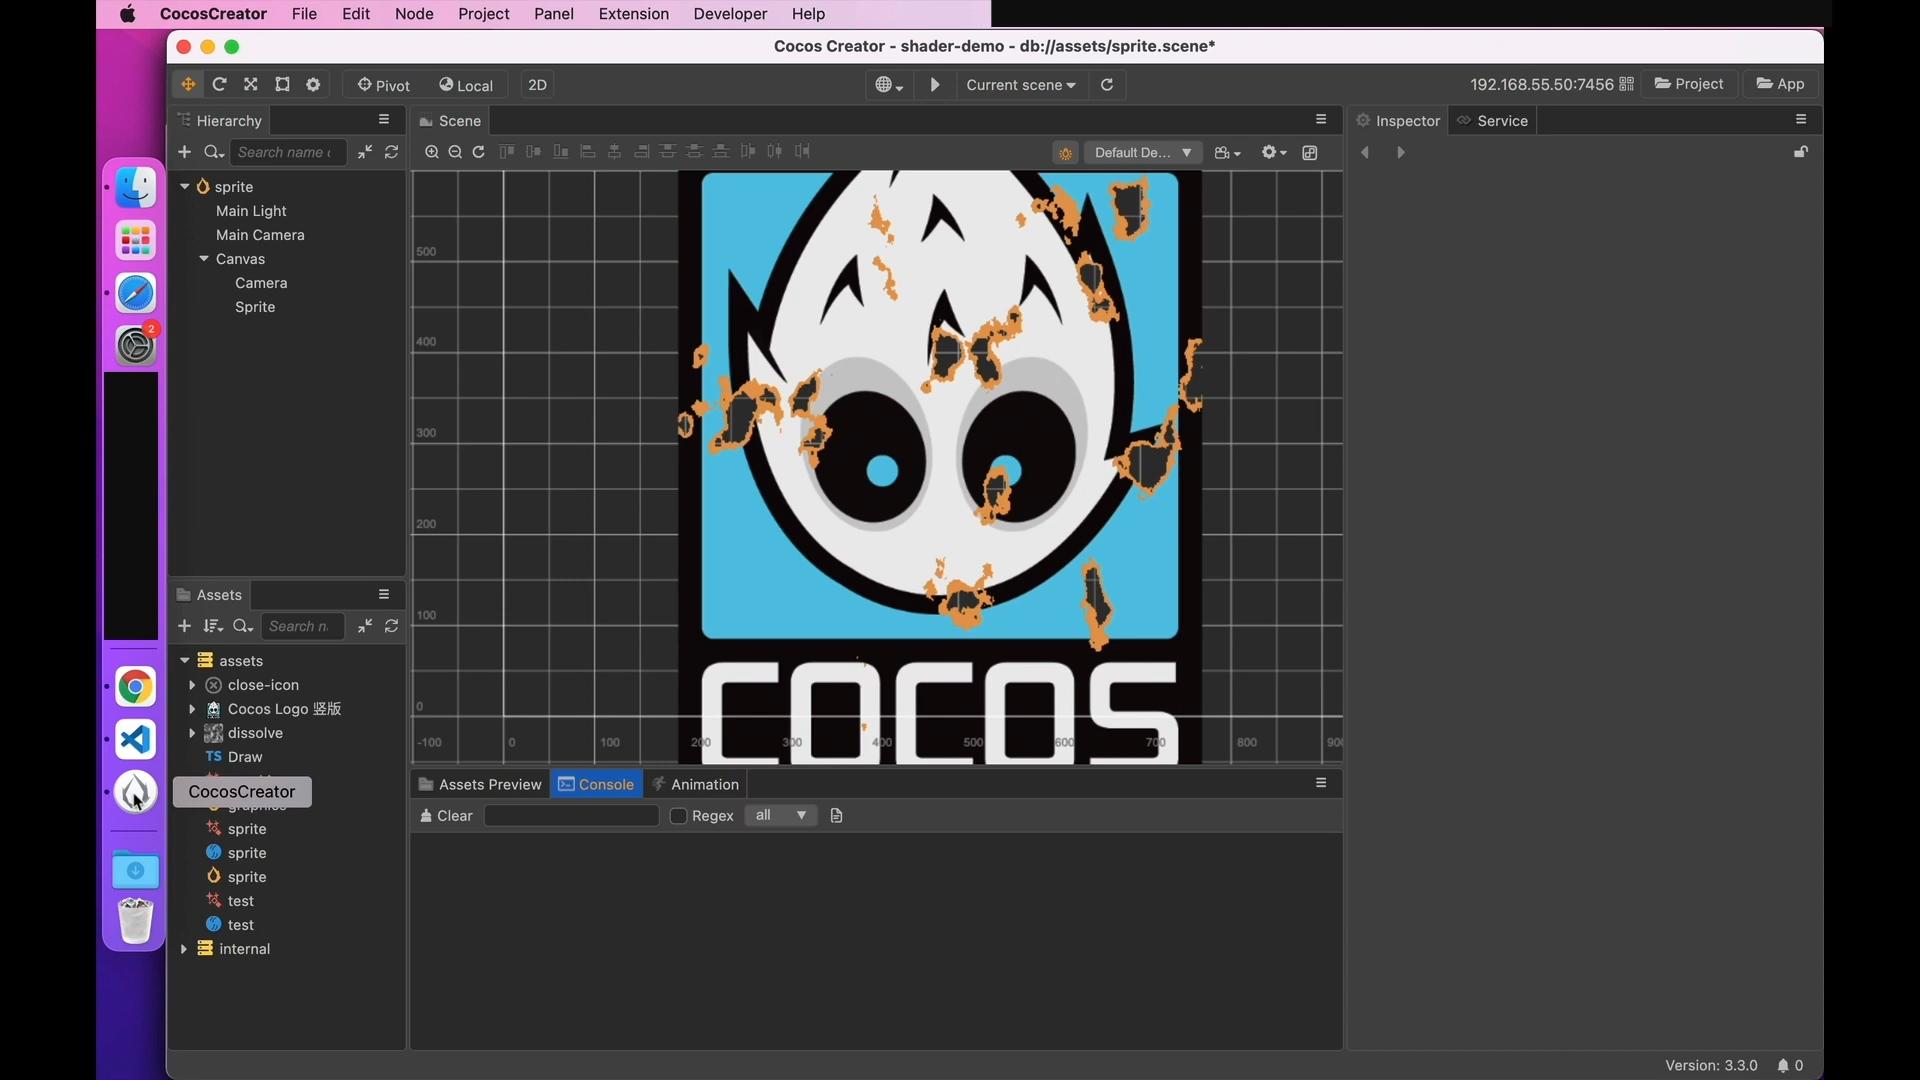 CocosCreator File Edit Node Project Panel Extension Developer Help
Cocos Creator - shader-demo - db://assets/sprite.scene*
Pivot Local 2D Current scene 192.168.55.50:7456 Project App
Hierarchy
Search name
sprite
Main Light
Main Camera
Canvas
Camera
Sprite
Scene
Default De...
500
400
300
200
100
0
-100 0 100 200 300 400 500 600 700 800 900
COCOS
Inspector Service
2
Assets
Search n
assets
close-icon
Cocos Logo 竖版
dissolve
TS Draw
CocosCreator
graphics
sprite
sprite
sprite
test
test
internal
Assets Preview Console Animation
Clear Regex all
Version: 3.3.0 0